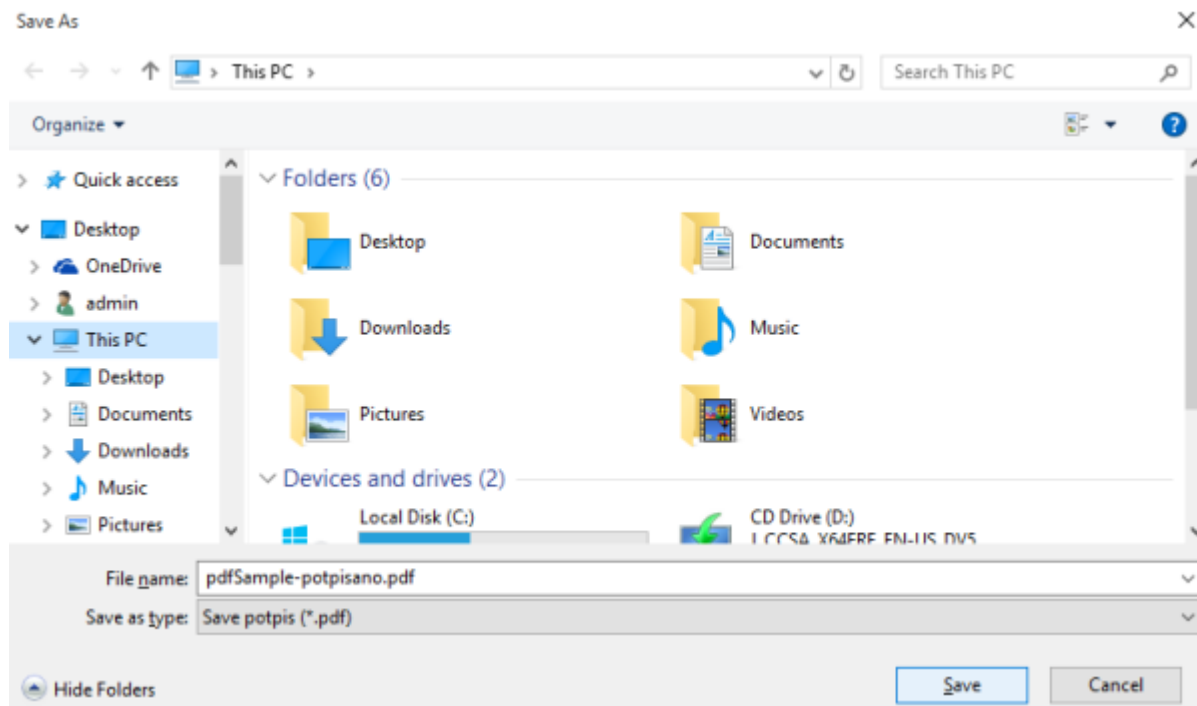 Save As
This PC
Search This PC
Organize
Quick access
Desktop
OneDrive
admin
This PC
Desktop
Documents
Downloads
Music
Pictures
Folders (6)
Desktop
Documents
Downloads
Music
Pictures
Videos
Devices and drives (2)
Local Disk (C:)
CD Drive (D:)
File name: pdfSample-potpisano.pdf
Save as type: Save potpis (*.pdf)
Hide Folders
Save
Cancel